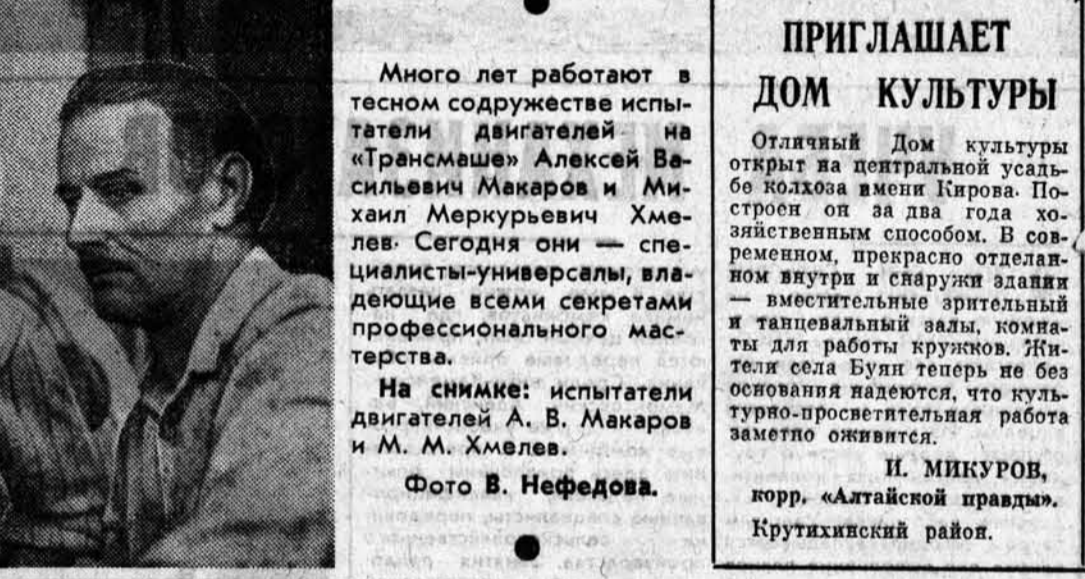 Много лет работают в
тесном содружестве испы-
татели двигателей на
«Трансмаше» Алексей Ва-
сильевич Макаров и Ми-
хаил Меркурьевич Хме-
лев. Сегодня они — спе-
циалисты-универсалы, вла-
деющие всеми секретами
профессионального мас-
терства.
На снимке: испытатели
двигателей А. В. Макаров
и М. М. Хмелев.
Фото В. Нефедова.
ПРИГЛАШАЕТ
ДОМ КУЛЬТУРЫ
Отличный Дом культуры
открыт на центральной усадь-
бе колхоза имени Кирова. По-
строен он за два года хо-
зяйственным способом. В сов-
ременном, прекрасно отделан-
ном внутри и снаружи здании
— вместительные зрительный
и танцевальный залы, комна-
ты для работы кружков. Жи-
тели села Буян теперь не без
основания надеются, что куль-
турно-просветительная работа
заметно оживится.
И. МИКУРОВ,
корр. «Алтайской правды».
Крутихинский район.